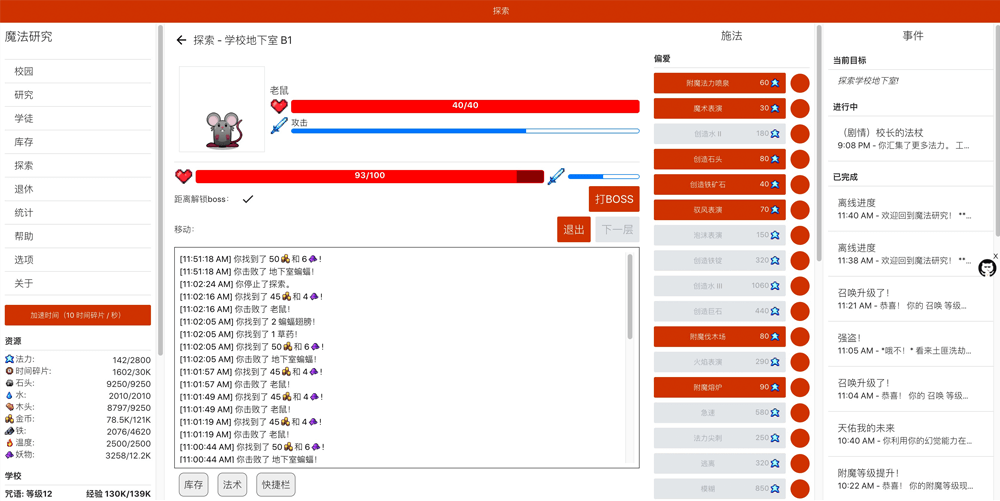 探索
魔法研究
校园
研究
学徒
库存
探索
退休
统计
帮助
选项
关于
加速时间（10 时间碎片 / 秒）
资源
法力: 142/2800
时间碎片: 1602/30K
石头: 9250/9250
水: 2010/2010
木头: 8797/9250
金币: 78.5K/121K
铁: 2076/4620
温度: 2500/2500
妖物: 3258/12.2K
学校
咒语: 等级12 经验 130K/139K
探索 - 学校地下室 B1
老鼠
40/40
攻击
93/100
距离解锁boss：
打BOSS
移动：
退出
下一层
[11:51:18 AM] 你找到了 50 和 6 !
[11:51:18 AM] 你击败了 地下室蝙蝠!
[11:02:24 AM] 你停止了探索。
[11:02:16 AM] 你找到了 45 和 4 !
[11:02:16 AM] 你击败了 老鼠!
[11:02:05 AM] 你找到了 2 蝙蝠翅膀!
[11:02:05 AM] 你找到了 1 草药!
[11:02:05 AM] 你找到了 50 和 6 !
[11:02:05 AM] 你击败了 地下室蝙蝠!
[11:01:57 AM] 你找到了 45 和 4 !
[11:01:57 AM] 你击败了 老鼠!
[11:01:49 AM] 你找到了 45 和 4 !
[11:01:49 AM] 你击败了 老鼠!
[11:01:19 AM] 你找到了 45 和 4 !
[11:01:19 AM] 你击败了 老鼠!
[11:00:44 AM] 你找到了 50 和 6 !
[11:00:44 AM] 你击败了 地下室蝙蝠!
库存
法术
快捷栏
施法
偏爱
附魔法力喷泉 60
魔术表演 30
创造水 II 180
创造石头 80
创造铁矿石 40
驭风表演 70
泡沫表演 150
创造铁锭 320
创造水 III 1060
创造巨石 440
附魔伐木场 80
火焰表演 290
附魔熔炉 90
急速 580
法力尖刺 250
逃离 320
模糊 850
事件
当前目标
探索学校地下室!
进行中
（剧情）校长的法杖
9:08 PM - 你汇集了更多法力。 工...
已完成
离线进度
11:40 AM - 欢迎回到魔法研究！ **...
离线进度
11:38 AM - 欢迎回到魔法研究！ **...
召唤升级了!
11:21 AM - 恭喜！ 你的 召唤 等级...
强盗!
11:05 AM - *哦不！* 看来土匪洗劫...
召唤升级了!
11:04 AM - 恭喜！ 你的 召唤 等级...
天佑我的未来
10:40 AM - 你利用你的幻觉能力在...
附魔等级提升!
10:22 AM - 恭喜！ 你的附魔等级现...
X